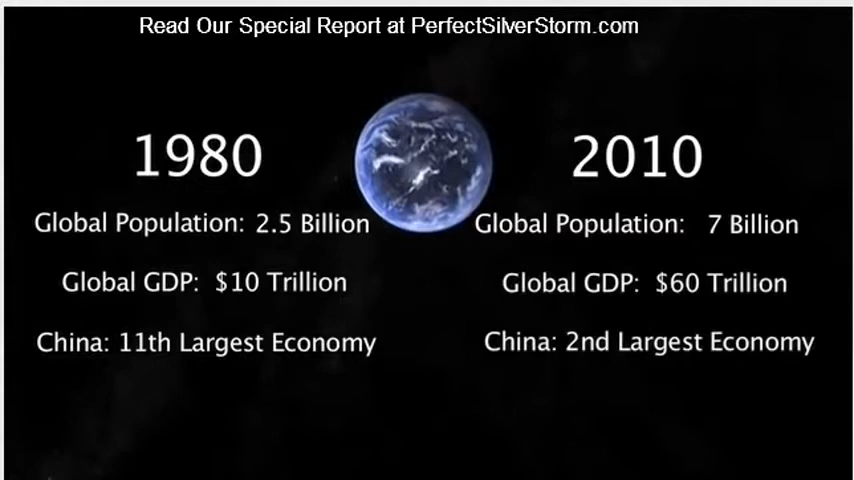 Read Our Special Report at PerfectSilverStorm.com
1980
Global Population: 2.5 Billion
Global GDP: $10 Trillion
China: 11th Largest Economy
2010
Global Population: 7 Billion
Global GDP: $60 Trillion
China: 2nd Largest Economy